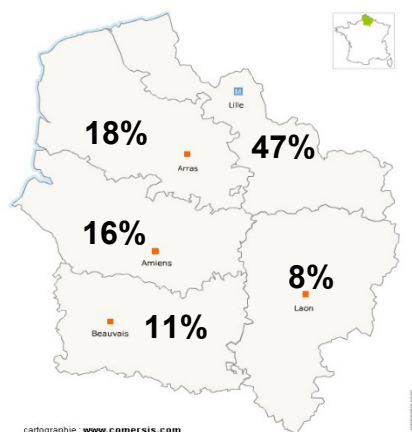 M
Lille
18%
47%
Arras
16%
Amiens
8%
Laon
Beauvais
11%
cartographie : www.comersis.com